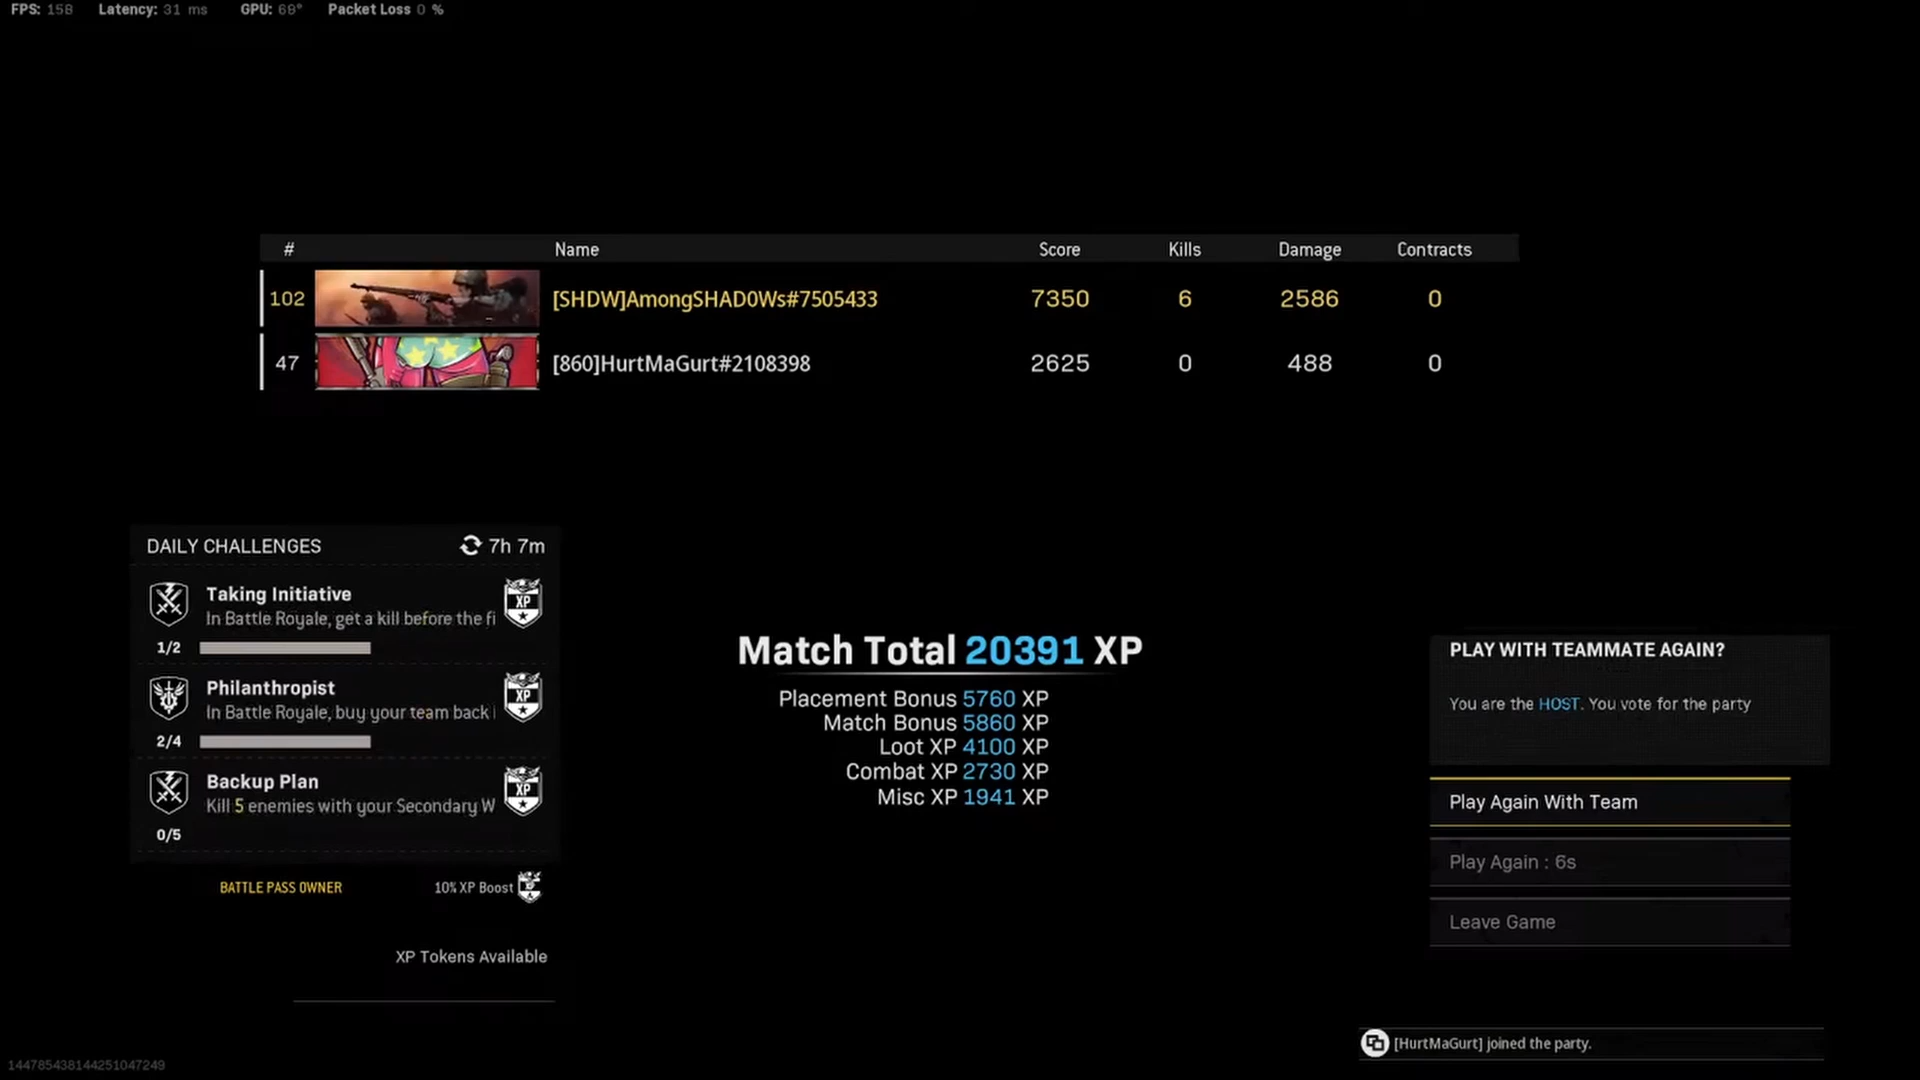 FPS: 158 Latency: 31 ms GPU: 69° Packet Loss 0 %
# Name Score Kills Damage Contracts
102 [SHDW]AmongSHAD0Ws#7505433 7350 6 2586 0
47 [860]HurtMaGurt#2108398 2625 0 488 0
DAILY CHALLENGES 7h 7m
Taking Initiative
In Battle Royale, get a kill before the fi
XP
1/2
Philanthropist
In Battle Royale, buy your team back
XP
2/4
Backup Plan
Kill 5 enemies with your Secondary W
XP
0/5
BATTLE PASS OWNER 10% XP Boost
XP Tokens Available
Match Total 20391 XP
Placement Bonus 5760 XP
Match Bonus 5860 XP
Loot XP 4100 XP
Combat XP 2730 XP
Misc XP 1941 XP
PLAY WITH TEAMMATE AGAIN?
You are the HOST. You vote for the party
Play Again With Team
Play Again : 6s
Leave Game
[HurtMaGurt] joined the party.
144785438144251047249